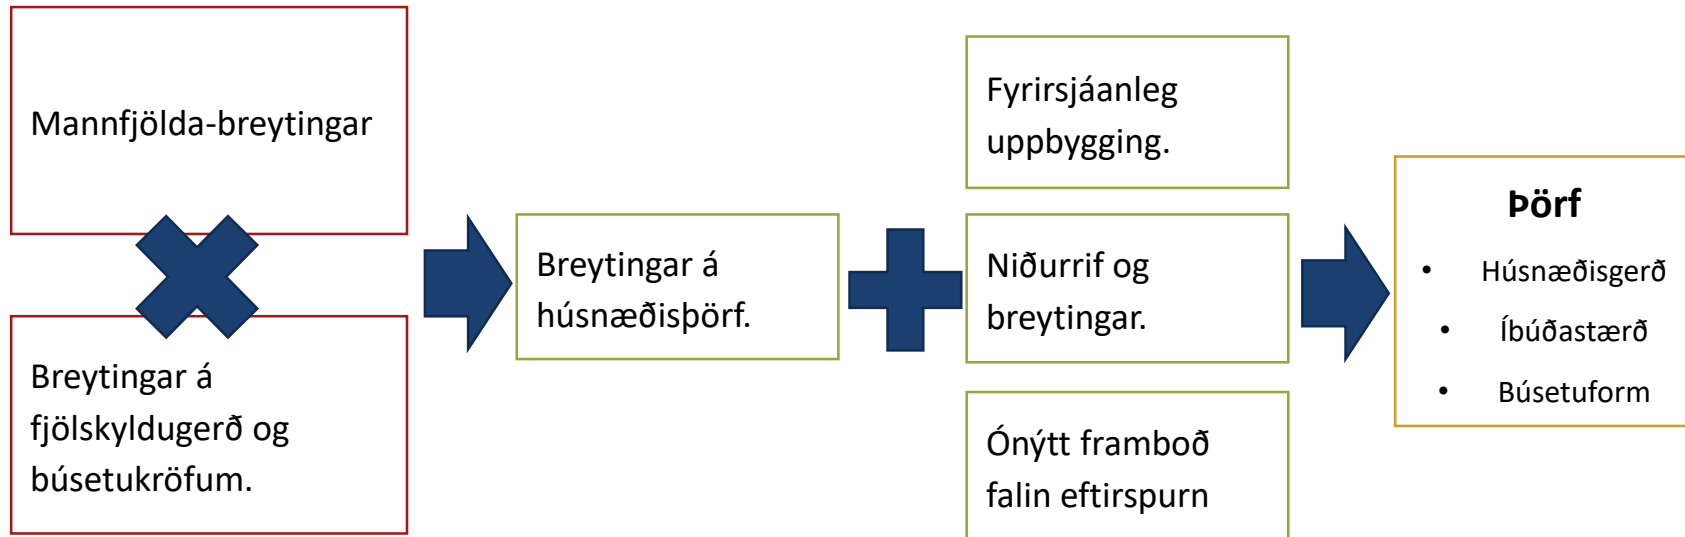 Mannfjölda-breytingar
Breytingar á
fjölskyldugerð og
búsetukröfum.
Breytingar á
húsnæðisþörf.
Fyrirsjáanleg
uppbygging.
Niðurrif og
breytingar.
Ónýtt framboð
falin eftirspurn
Þörf
• Húsnæðisgerð
• Íbúðastærð
• Búsetuform